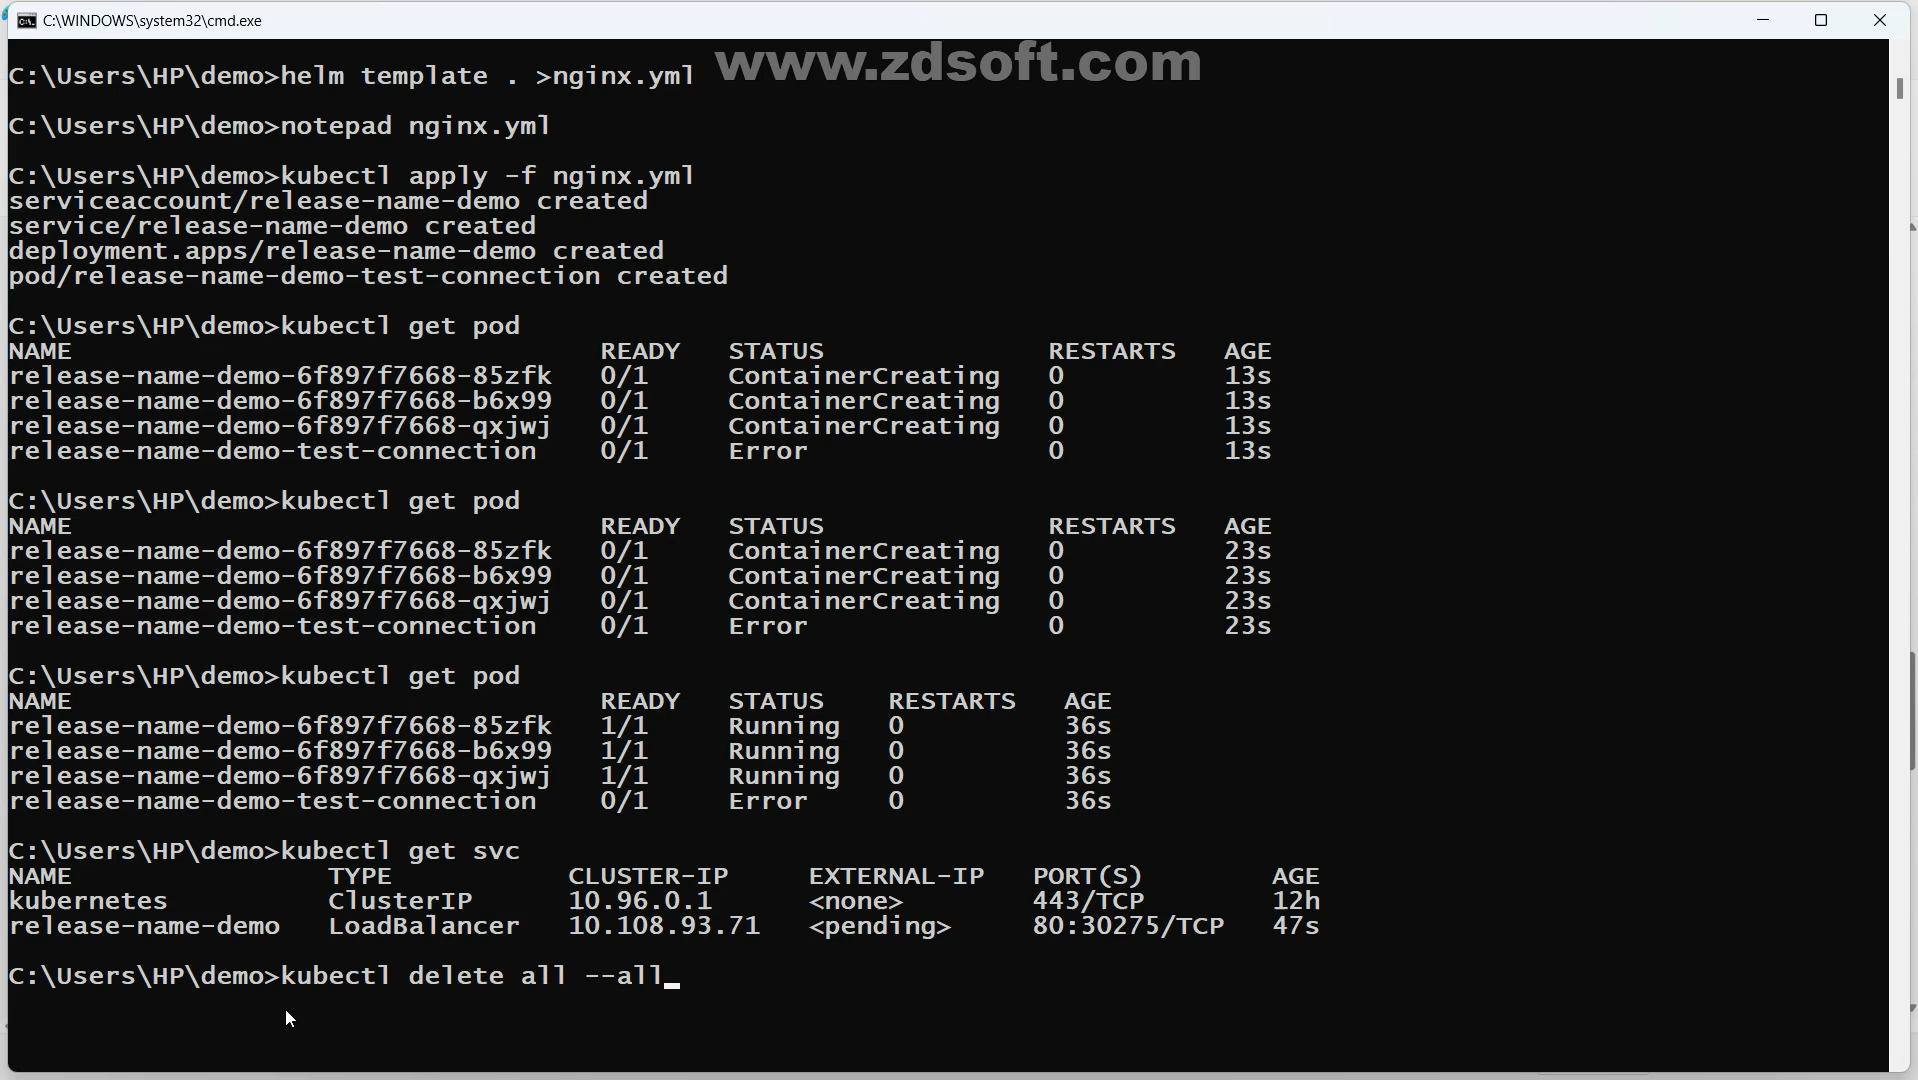 C:\WINDOWS\system32\cmd.exe
www.zdsoft.com
C:\Users\HP\demo>helm template . >nginx.yml
C:\Users\HP\demo>notepad nginx.yml
C:\Users\HP\demo>kubectl apply -f nginx.yml
serviceaccount/release-name-demo created
service/release-name-demo created
deployment.apps/release-name-demo created
pod/release-name-demo-test-connection created
C:\Users\HP\demo>kubectl get pod
NAME READY STATUS RESTARTS AGE
release-name-demo-6f897f7668-85zfk 0/1 ContainerCreating 0 13s
release-name-demo-6f897f7668-b6x99 0/1 ContainerCreating 0 13s
release-name-demo-6f897f7668-qxjwj 0/1 ContainerCreating 0 13s
release-name-demo-test-connection 0/1 Error 0 13s
C:\Users\HP\demo>kubectl get pod
NAME READY STATUS RESTARTS AGE
release-name-demo-6f897f7668-85zfk 0/1 ContainerCreating 0 23s
release-name-demo-6f897f7668-b6x99 0/1 ContainerCreating 0 23s
release-name-demo-6f897f7668-qxjwj 0/1 ContainerCreating 0 23s
release-name-demo-test-connection 0/1 Error 0 23s
C:\Users\HP\demo>kubectl get pod
NAME READY STATUS RESTARTS AGE
release-name-demo-6f897f7668-85zfk 1/1 Running 0 36s
release-name-demo-6f897f7668-b6x99 1/1 Running 0 36s
release-name-demo-6f897f7668-qxjwj 1/1 Running 0 36s
release-name-demo-test-connection 0/1 Error 0 36s
C:\Users\HP\demo>kubectl get svc
NAME TYPE CLUSTER-IP EXTERNAL-IP PORT(S) AGE
kubernetes ClusterIP 10.96.0.1 <none> 443/TCP 12h
release-name-demo LoadBalancer 10.108.93.71 <pending> 80:30275/TCP 47s
C:\Users\HP\demo>kubectl delete all --all_